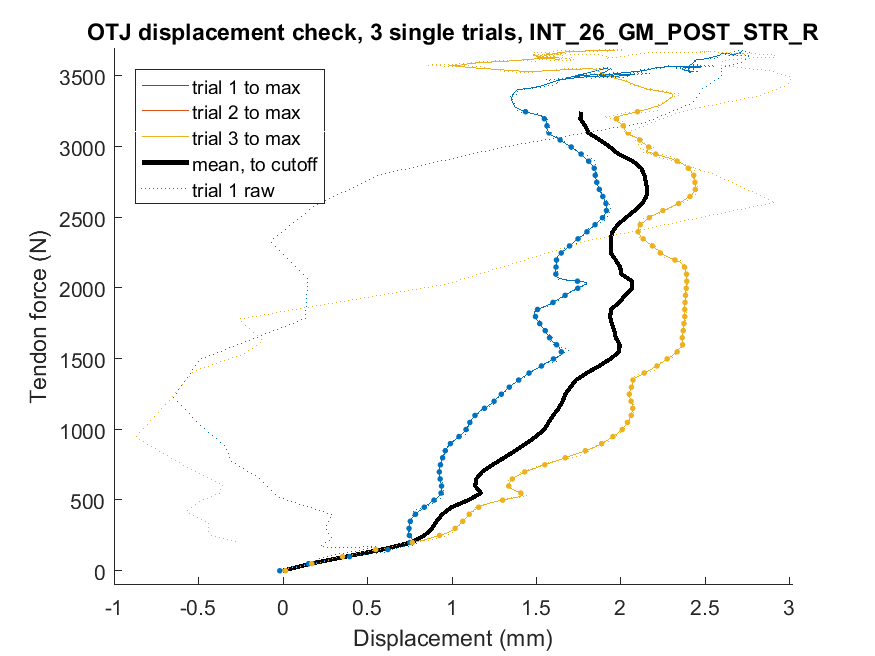 OTJ displacement check, 3 single trials, INT_26_GM_POST_STR_R
3500
3000
2500
2000
1500
1000
500
0
Tendon force (N)
trial 1 to max
trial 2 to max
trial 3 to max
mean, to cutoff
trial 1 raw
-1
-0.5
0
0.5
1
1.5
2
2.5
3
Displacement (mm)